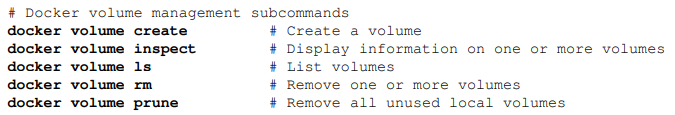 # Docker volume management subcommands
docker volume create # Create a volume
docker volume inspect # Display information on one or more volumes
docker volume ls # List volumes
docker volume rm # Remove one or more volumes
docker volume prune # Remove all unused local volumes